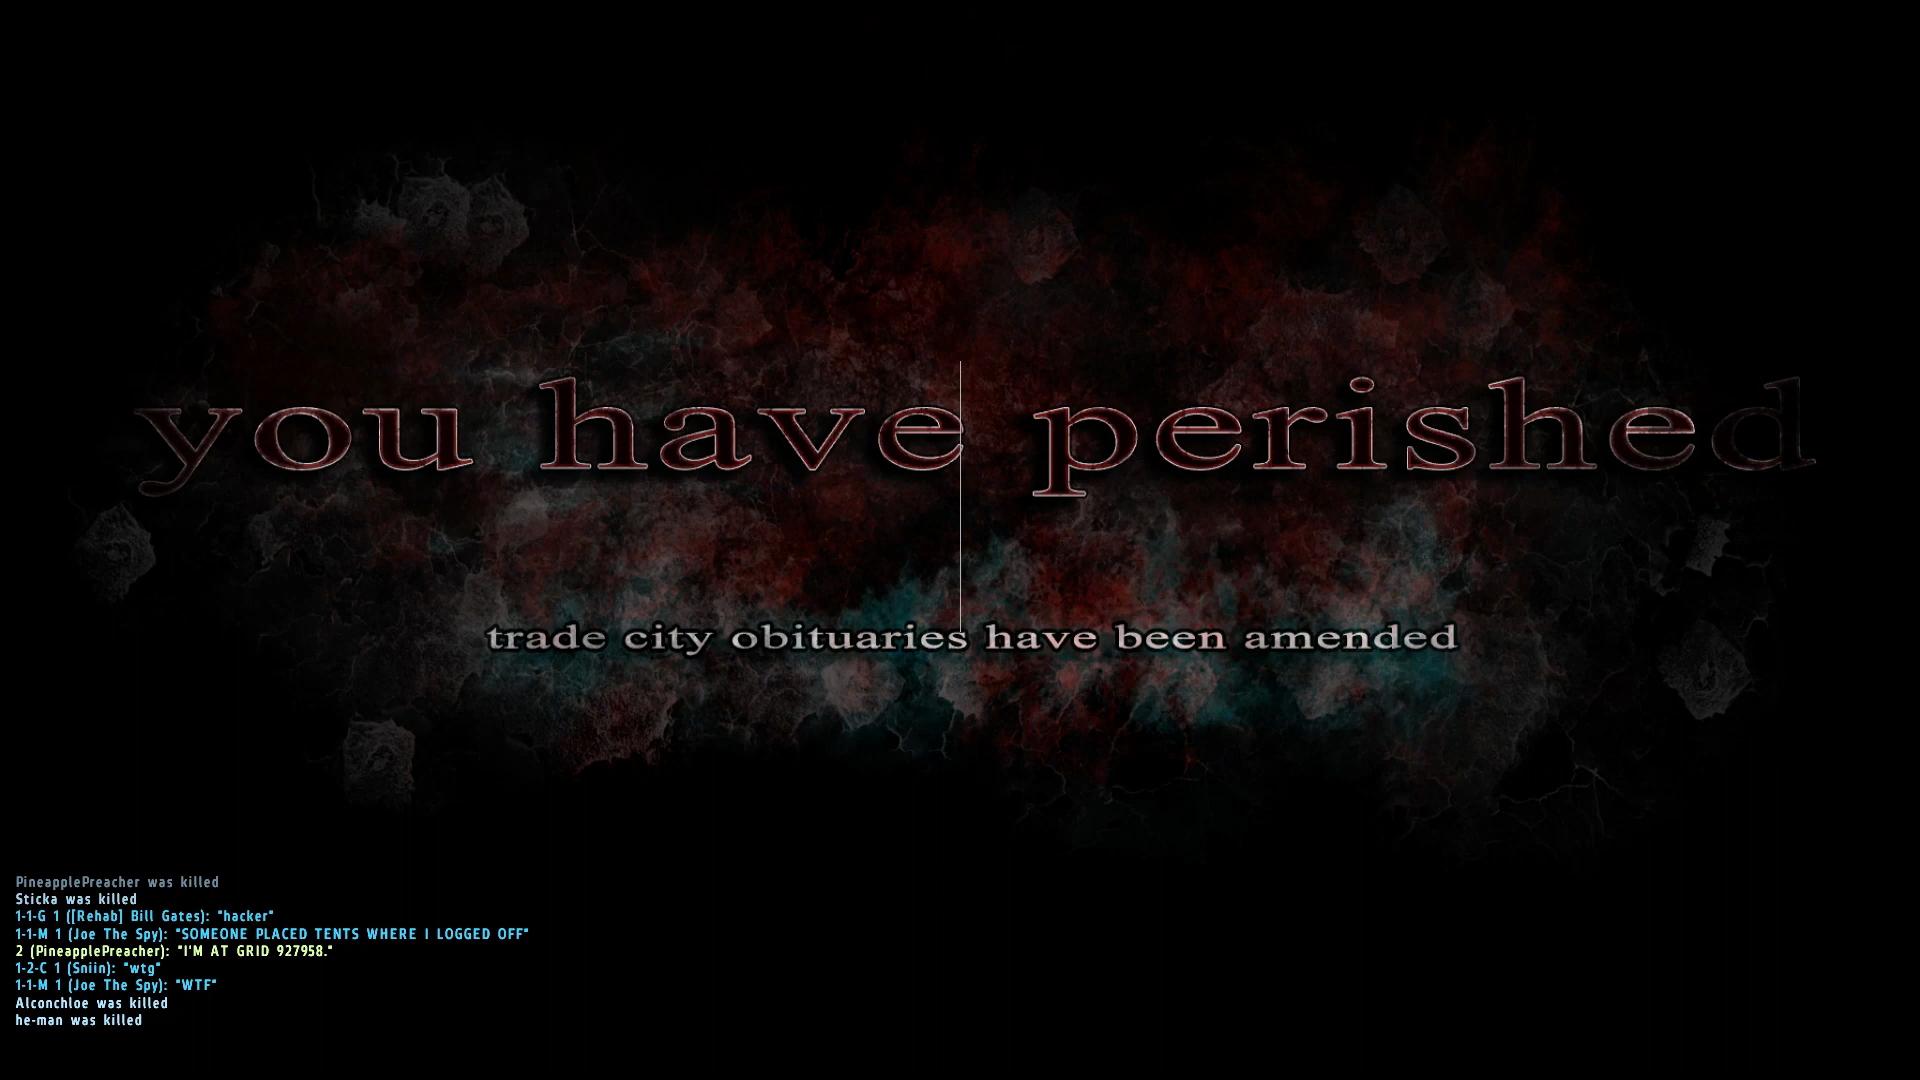 you have perished
trade city obituaries have been amended
PineapplePreacher was killed
Sticka was killed
1-1-G 1 ([Rehab] Bill Gates): "hacker"
1-1-M 1 (Joe The Spy): "SOMEONE PLACED TENTS WHERE I LOGGED OFF"
2 (PineapplePreacher): "I'M AT GRID 927958."
1-2-C 1 (Sniin): "wtg"
1-1-M 1 (Joe The Spy): "WTF"
Alconchloe was killed
he-man was killed